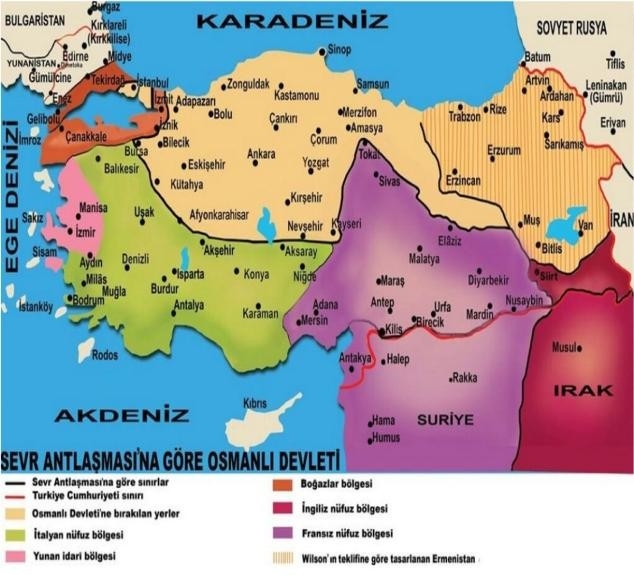 BULGARİSTAN
Burgaz
KARADENİZ
SOVYET RUSYA
Kırklareli
(Kırkkilise)
Edirne
Midye
YUNANİSTAN
Gümülcine
Tekirdağ
İstanbul
Enez
Gelibolu
Çanakkale
İmroz
Sinop
Batum
Tiflis
Zonguldak
Kastamonu
Samsun
Artvin
Ardahan
Leninakan
(Gümrü)
İzmit
Adapazarı
Bolu
Merzifon
Trabzon
Rize
Kars
İznik
Çankırı
Amasya
Erivan
Bilecik
Çorum
Sarıkamış
Bursa
Tokat
Erzurum
Balıkesir
Eskişehir
Ankara
Yozgat
Sivas
Erzincan
Kütahya
Kırşehir
EGE DENİZİ
Sakız
Manisa
Uşak
Afyonkarahisar
Nevşehir
Kayseri
Muş
Van
İRAN
İzmir
Elâziz
Bitlis
Sisam
Akşehir
Aksaray
Malatya
Aydın
Denizli
Isparta
Konya
Niğde
Maraş
Diyarbekir
Siirt
Milâs
Muğla
Burdur
Bodrum
Antalya
Karaman
Adana
Mersin
Antep
Urfa
Mardin
Nusaybin
İstanköy
Kilis
Birecik
Rodos
Antakya
Halep
Musul
Rakka
IRAK
Kıbrıs
AKDENİZ
Hama
SURİYE
Humus
SEVR ANTLAŞMASI'NA GÖRE OSMANLI DEVLETİ
Sevr Antlaşması'na göre sınırlar
Turkiye Cumhuriyeti sınırı
Osmanlı Devleti'ne bırakılan yerler
İtalyan nüfuz bölgesi
Yunan idari bölgesi
Boğazlar bölgesi
İngiliz nüfuz bölgesi
Fransız nüfuz bölgesi
Wilson'ın teklifine göre tasarlanan Ermenistan